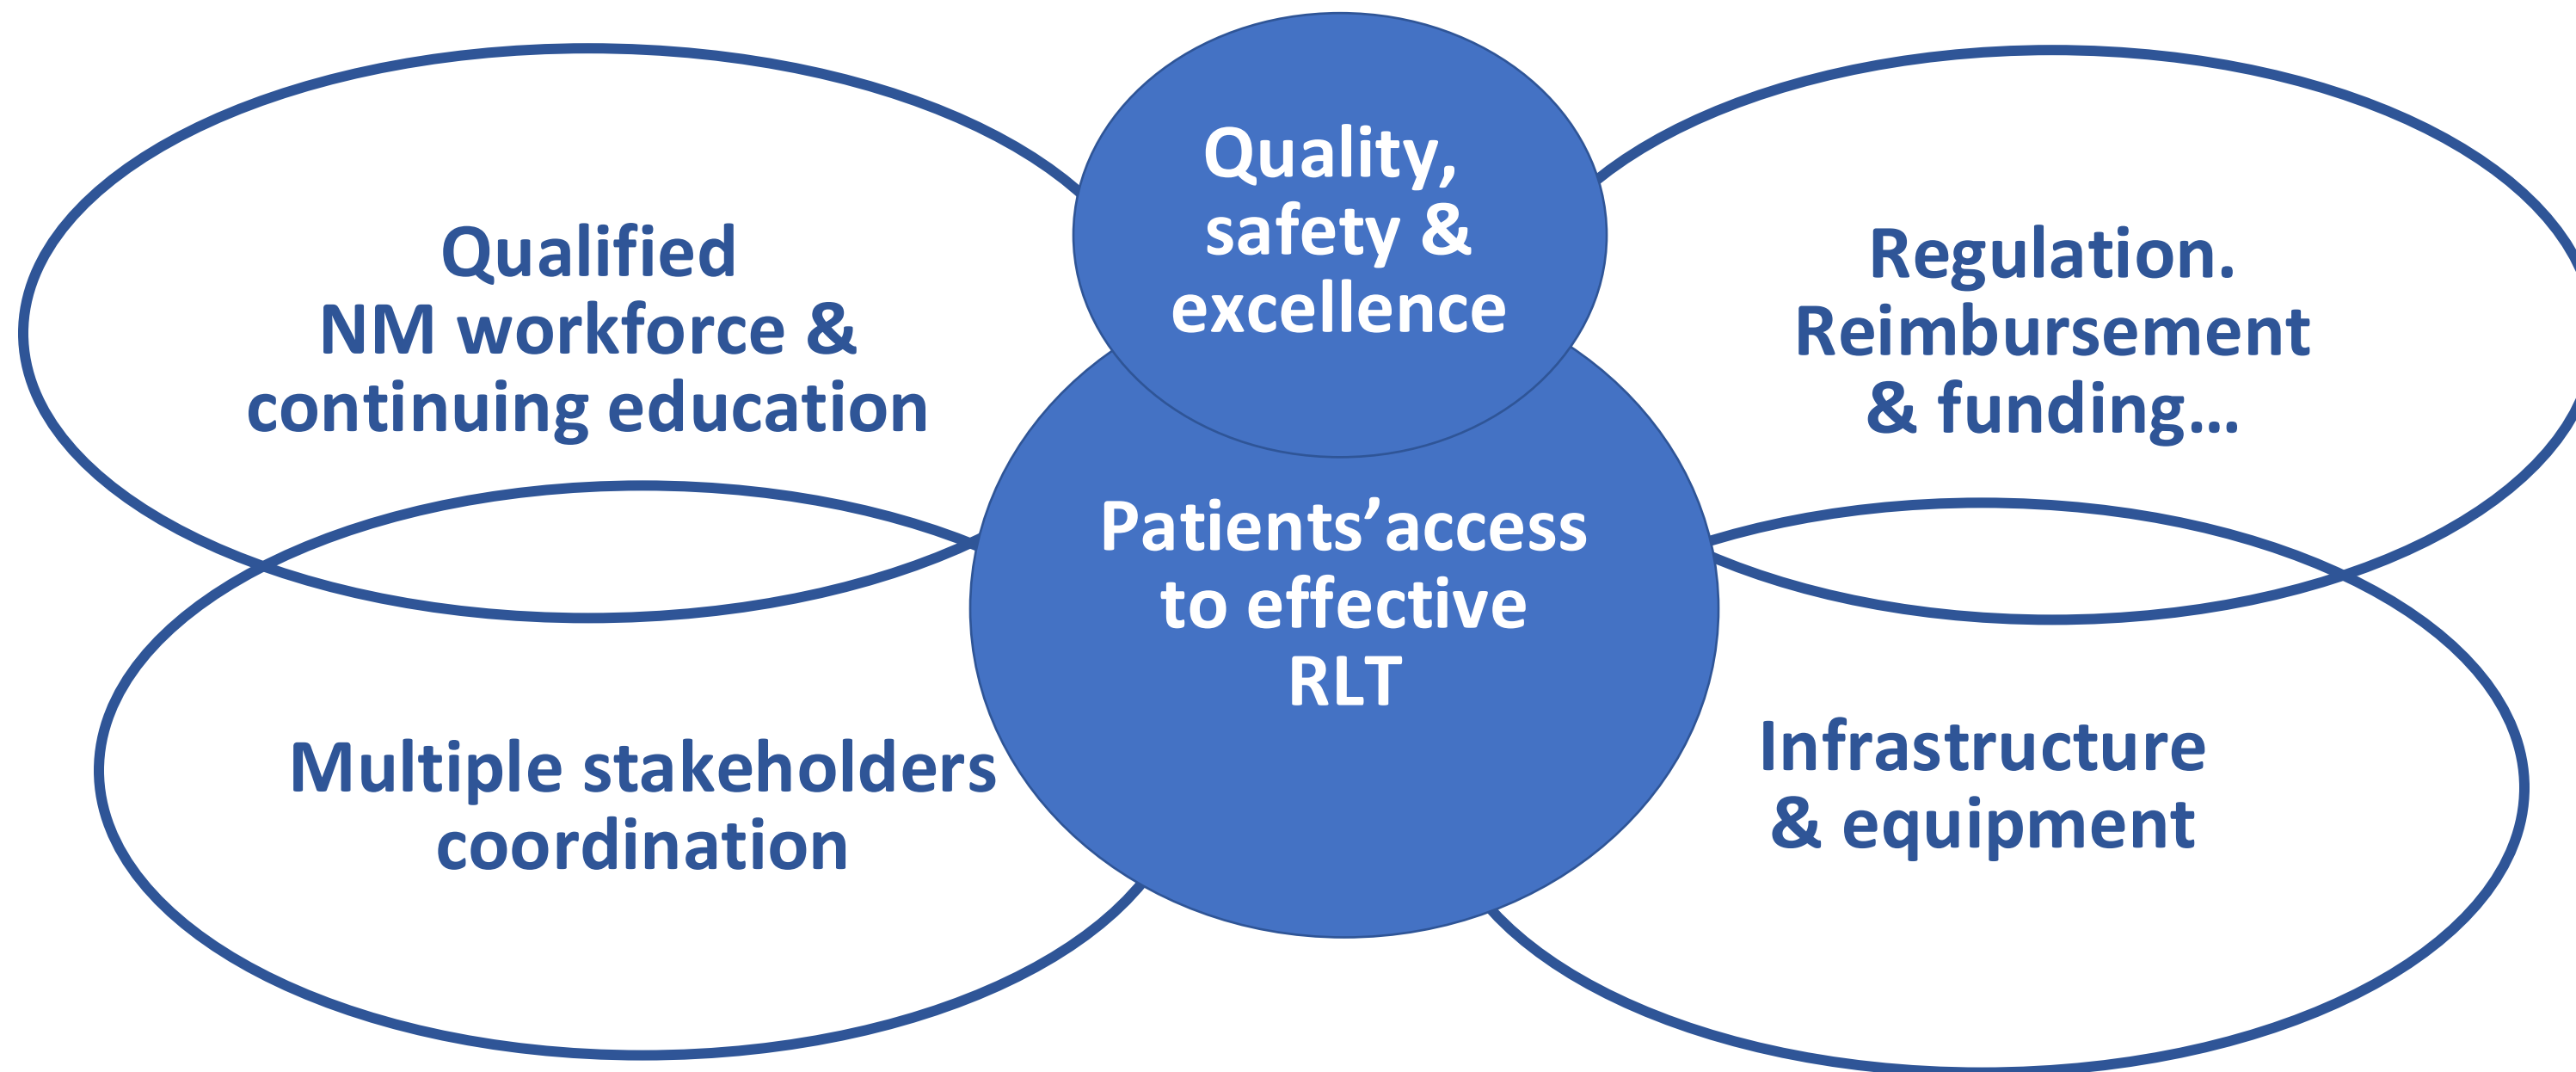 Qualified
NM workforce &
continuing education
Quality,
safety &
excellence
Regulation.
Reimbursement
& funding...
Patients’access
to effective
RLT
Multiple stakeholders
coordination
Infrastructure
& equipment